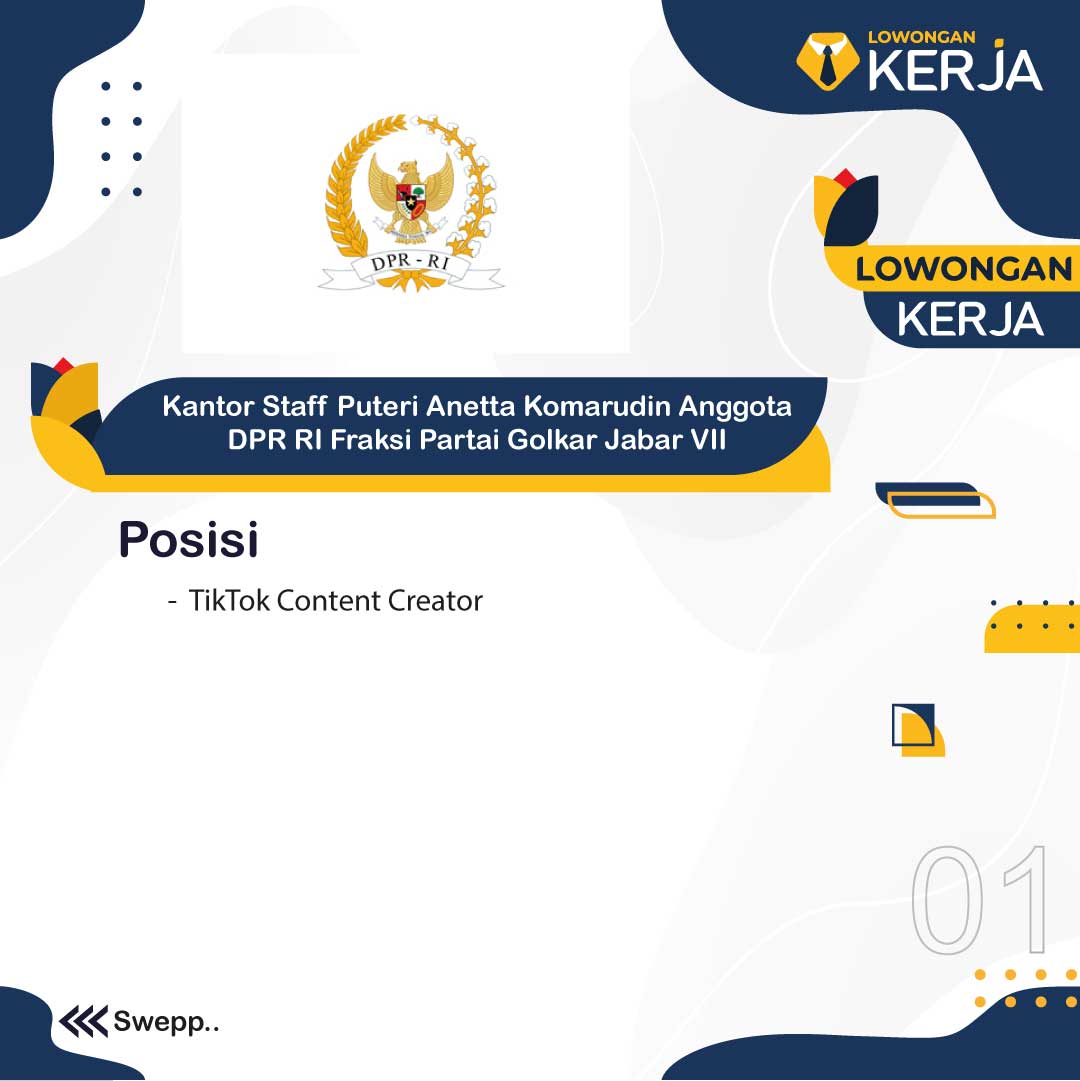 LOWONGAN
KERJA
DPR - RI
LOWONGAN
KERJA
Kantor Staff Puteri Anetta Komarudin Anggota
DPR RI Fraksi Partai Golkar Jabar VII
Posisi
- TikTok Content Creator
01
Swepp..